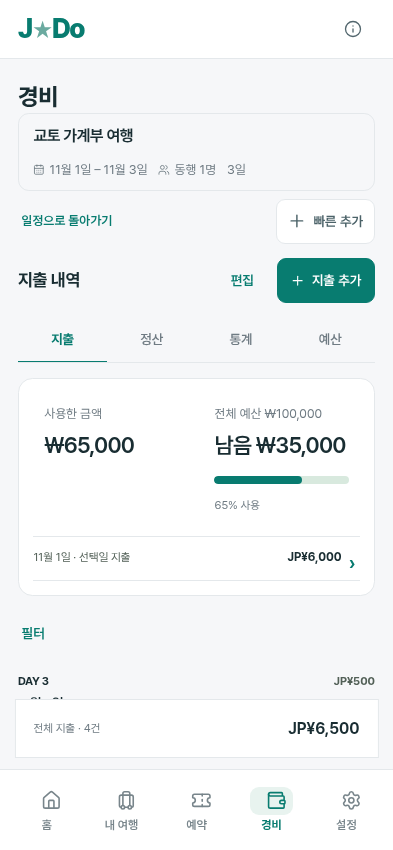 J★Do
경비
교토 가계부 여행
11월 1일 – 11월 3일 동행 1명 3일
일정으로 돌아가기
빠른 추가
지출 내역
편집
지출 추가
지출 정산 통계 예산
사용한 금액
₩65,000
전체 예산 ₩100,000
남음 ₩35,000
65% 사용
11월 1일 · 선택일 지출 JP¥6,000
필터
DAY 3 JP¥500
전체 지출 · 4건 JP¥6,500
홈 내 여행 예약 경비 설정